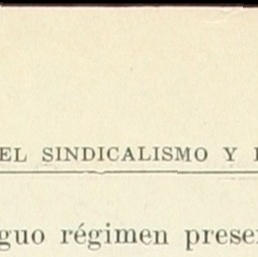 EL SINDICALISMO Y
guo régimen prese